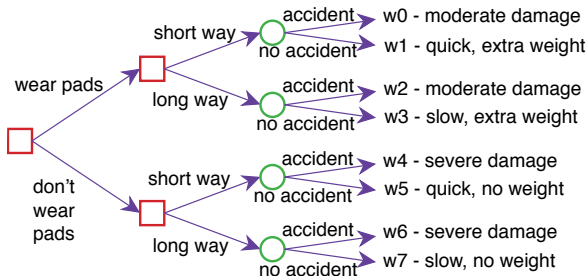 accident
w0 - moderate damage
short way
w1 - quick, extra weight
no accident
wear pads
accident
w2 - moderate damage
long way
w3 - slow, extra weight
no accident
accident
w4 - severe damage
don't
wear
pads
short way
w5 - quick, no weight
no accident
accident
w6 - severe damage
long way
w7 - slow, no weight
no accident